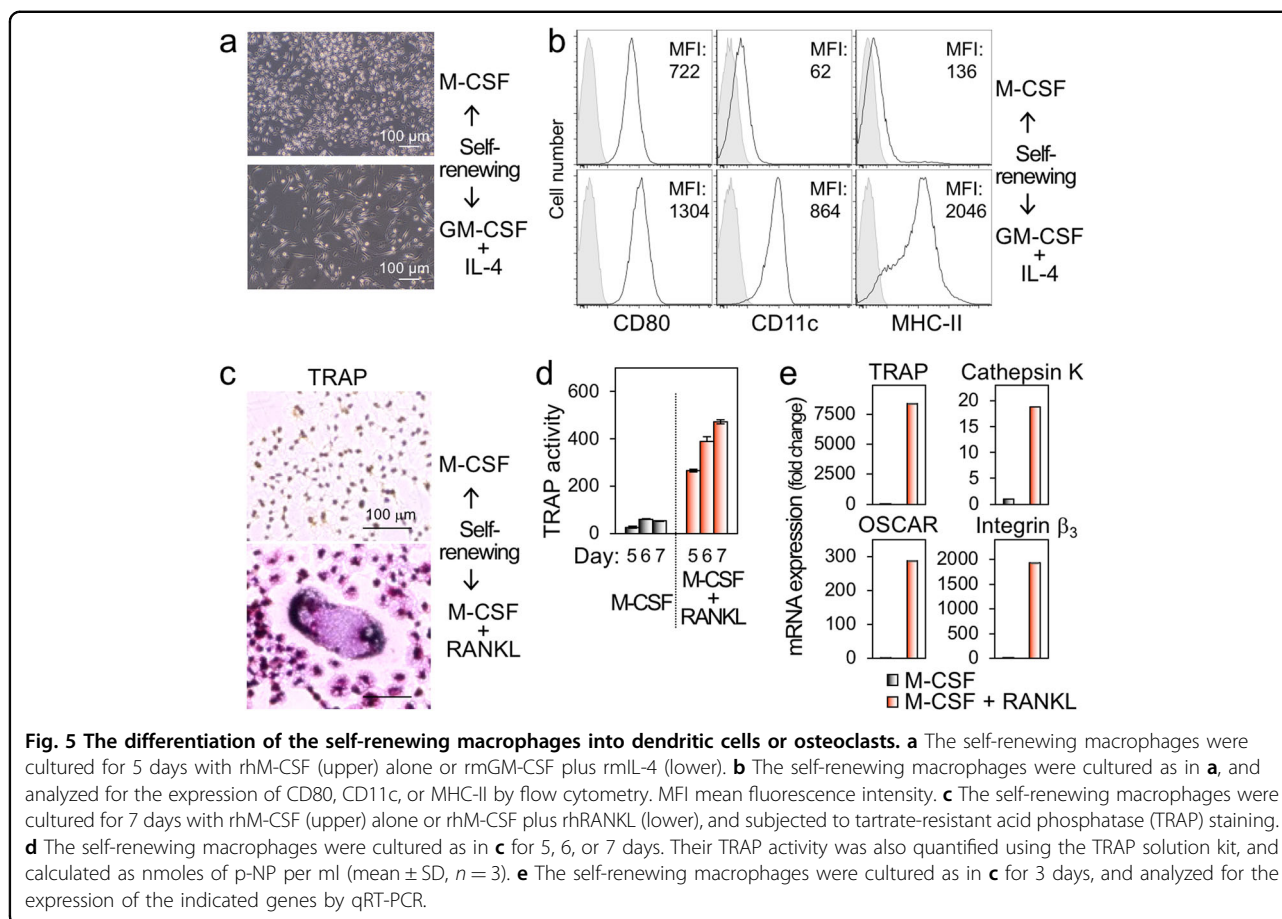 a
M-CSF
↑
Self-
renewing
↓
GM-CSF
+
IL-4
100 μm
100 μm
b
Cell number
MFI:
722
MFI:
62
MFI:
136
MFI:
1304
MFI:
864
MFI:
2046
CD80
CD11c
MHC-II
M-CSF
↑
Self-
renewing
↓
GM-CSF
+
IL-4
c
TRAP
100 μm
M-CSF
↑
Self-
renewing
↓
M-CSF
+
RANKL
d
TRAP activity
600
400
200
0
Day: 5 6 7
5 6 7
M-CSF
M-CSF
+
RANKL
e
mRNA expression (fold change)
TRAP
7500
5000
2500
0
Cathepsin K
20
15
10
5
0
OSCAR
300
200
100
0
Integrin β3
2000
1500
1000
500
0
M-CSF
M-CSF + RANKL
Fig. 5 The differentiation of the self-renewing macrophages into dendritic cells or osteoclasts. a The self-renewing macrophages were
cultured for 5 days with rhM-CSF (upper) alone or rmGM-CSF plus rmIL-4 (lower). b The self-renewing macrophages were cultured as in a, and
analyzed for the expression of CD80, CD11c, or MHC-II by flow cytometry. MFI mean fluorescence intensity. c The self-renewing macrophages were
cultured for 7 days with rhM-CSF (upper) alone or rhM-CSF plus rhRANKL (lower), and subjected to tartrate-resistant acid phosphatase (TRAP) staining.
d The self-renewing macrophages were cultured as in c for 5, 6, or 7 days. Their TRAP activity was also quantified using the TRAP solution kit, and
calculated as nmoles of p-NP per ml (mean ± SD, n = 3). e The self-renewing macrophages were cultured as in c for 3 days, and analyzed for the
expression of the indicated genes by qRT-PCR.